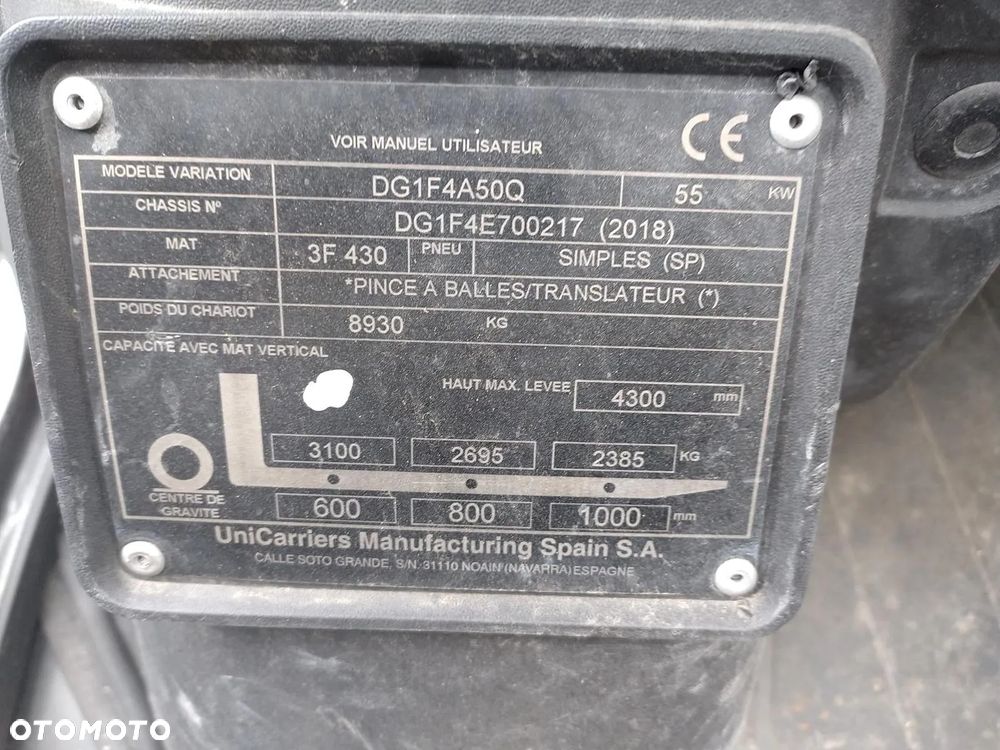 CE
VOIR MANUEL UTILISATEUR
MODELE VARIATION DG1F4A50Q 55 KW
CHASSIS Nº DG1F4E700217 (2018)
MAT 3F 430 PNEU SIMPLES (SP)
ATTACHEMENT *PINCE A BALLES/TRANSLATEUR (*)
POIDS DU CHARIOT 8930 KG
CAPACITE AVEC MAT VERTICAL
HAUT MAX. LEVEE 4300 mm
3100 2695 2385 KG
CENTRE DE GRAVITE
600 800 1000 mm
UniCarriers Manufacturing Spain S.A.
CALLE SOTO GRANDE, S/N. 31110 NOAIN (NAVARRA) ESPAGNE
OTOMOTO